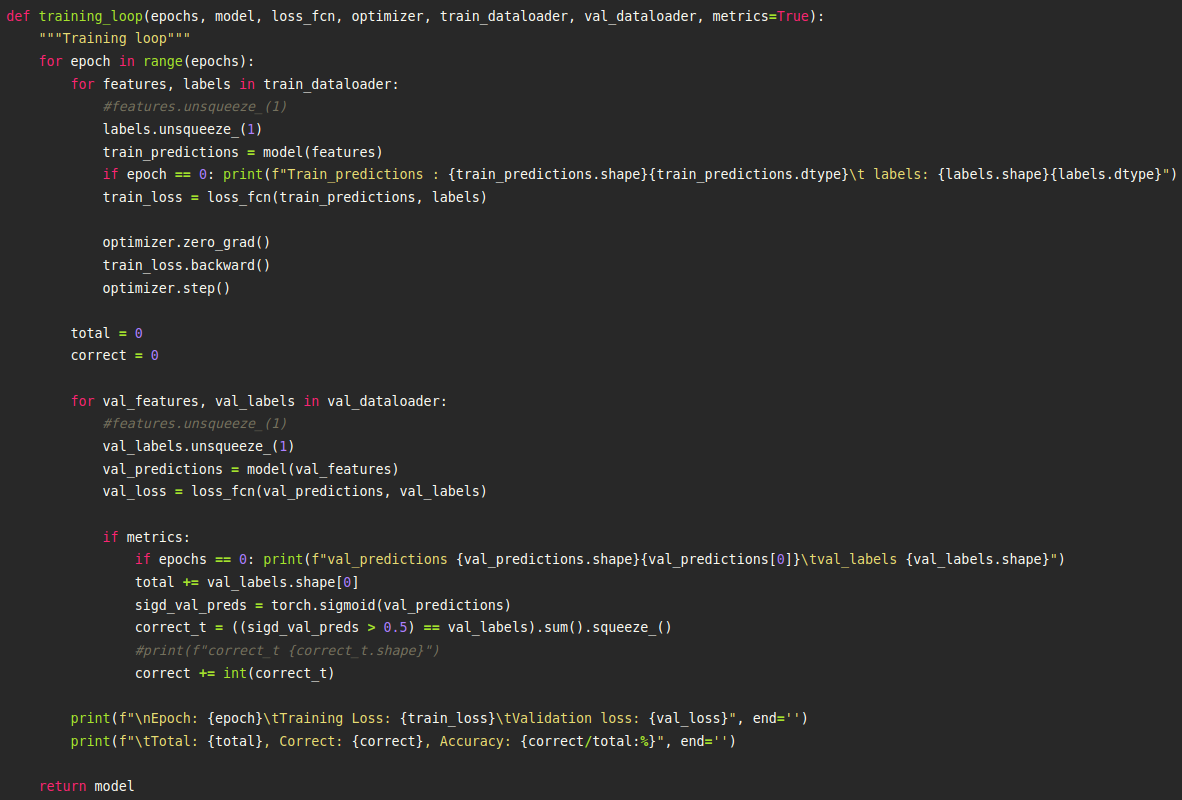 def training_loop(epochs, model, loss_fcn, optimizer, train_dataloader, val_dataloader, metrics=True):
    """Training loop"""
    for epoch in range(epochs):
        for features, labels in train_dataloader:
            #features.unsqueeze_(1)
            labels.unsqueeze_(1)
            train_predictions = model(features)
            if epoch == 0: print(f"Train_predictions : {train_predictions.shape}{train_predictions.dtype}\t labels: {labels.shape}{labels.dtype}")
            train_loss = loss_fcn(train_predictions, labels)

            optimizer.zero_grad()
            train_loss.backward()
            optimizer.step()

        total = 0
        correct = 0

        for val_features, val_labels in val_dataloader:
            #features.unsqueeze_(1)
            val_labels.unsqueeze_(1)
            val_predictions = model(val_features)
            val_loss = loss_fcn(val_predictions, val_labels)

            if metrics:
                if epochs == 0: print(f"val_predictions {val_predictions.shape}{val_predictions[0]}\tval_labels {val_labels.shape}")
                total += val_labels.shape[0]
                sigd_val_preds = torch.sigmoid(val_predictions)
                correct_t = ((sigd_val_preds > 0.5) == val_labels).sum().squeeze_()
                #print(f"correct_t {correct_t.shape}")
                correct += int(correct_t)

        print(f"\nEpoch: {epoch}\tTraining Loss: {train_loss}\tValidation loss: {val_loss}", end='')
        print(f"\tTotal: {total}, Correct: {correct}, Accuracy: {correct/total:%}", end='')

    return model